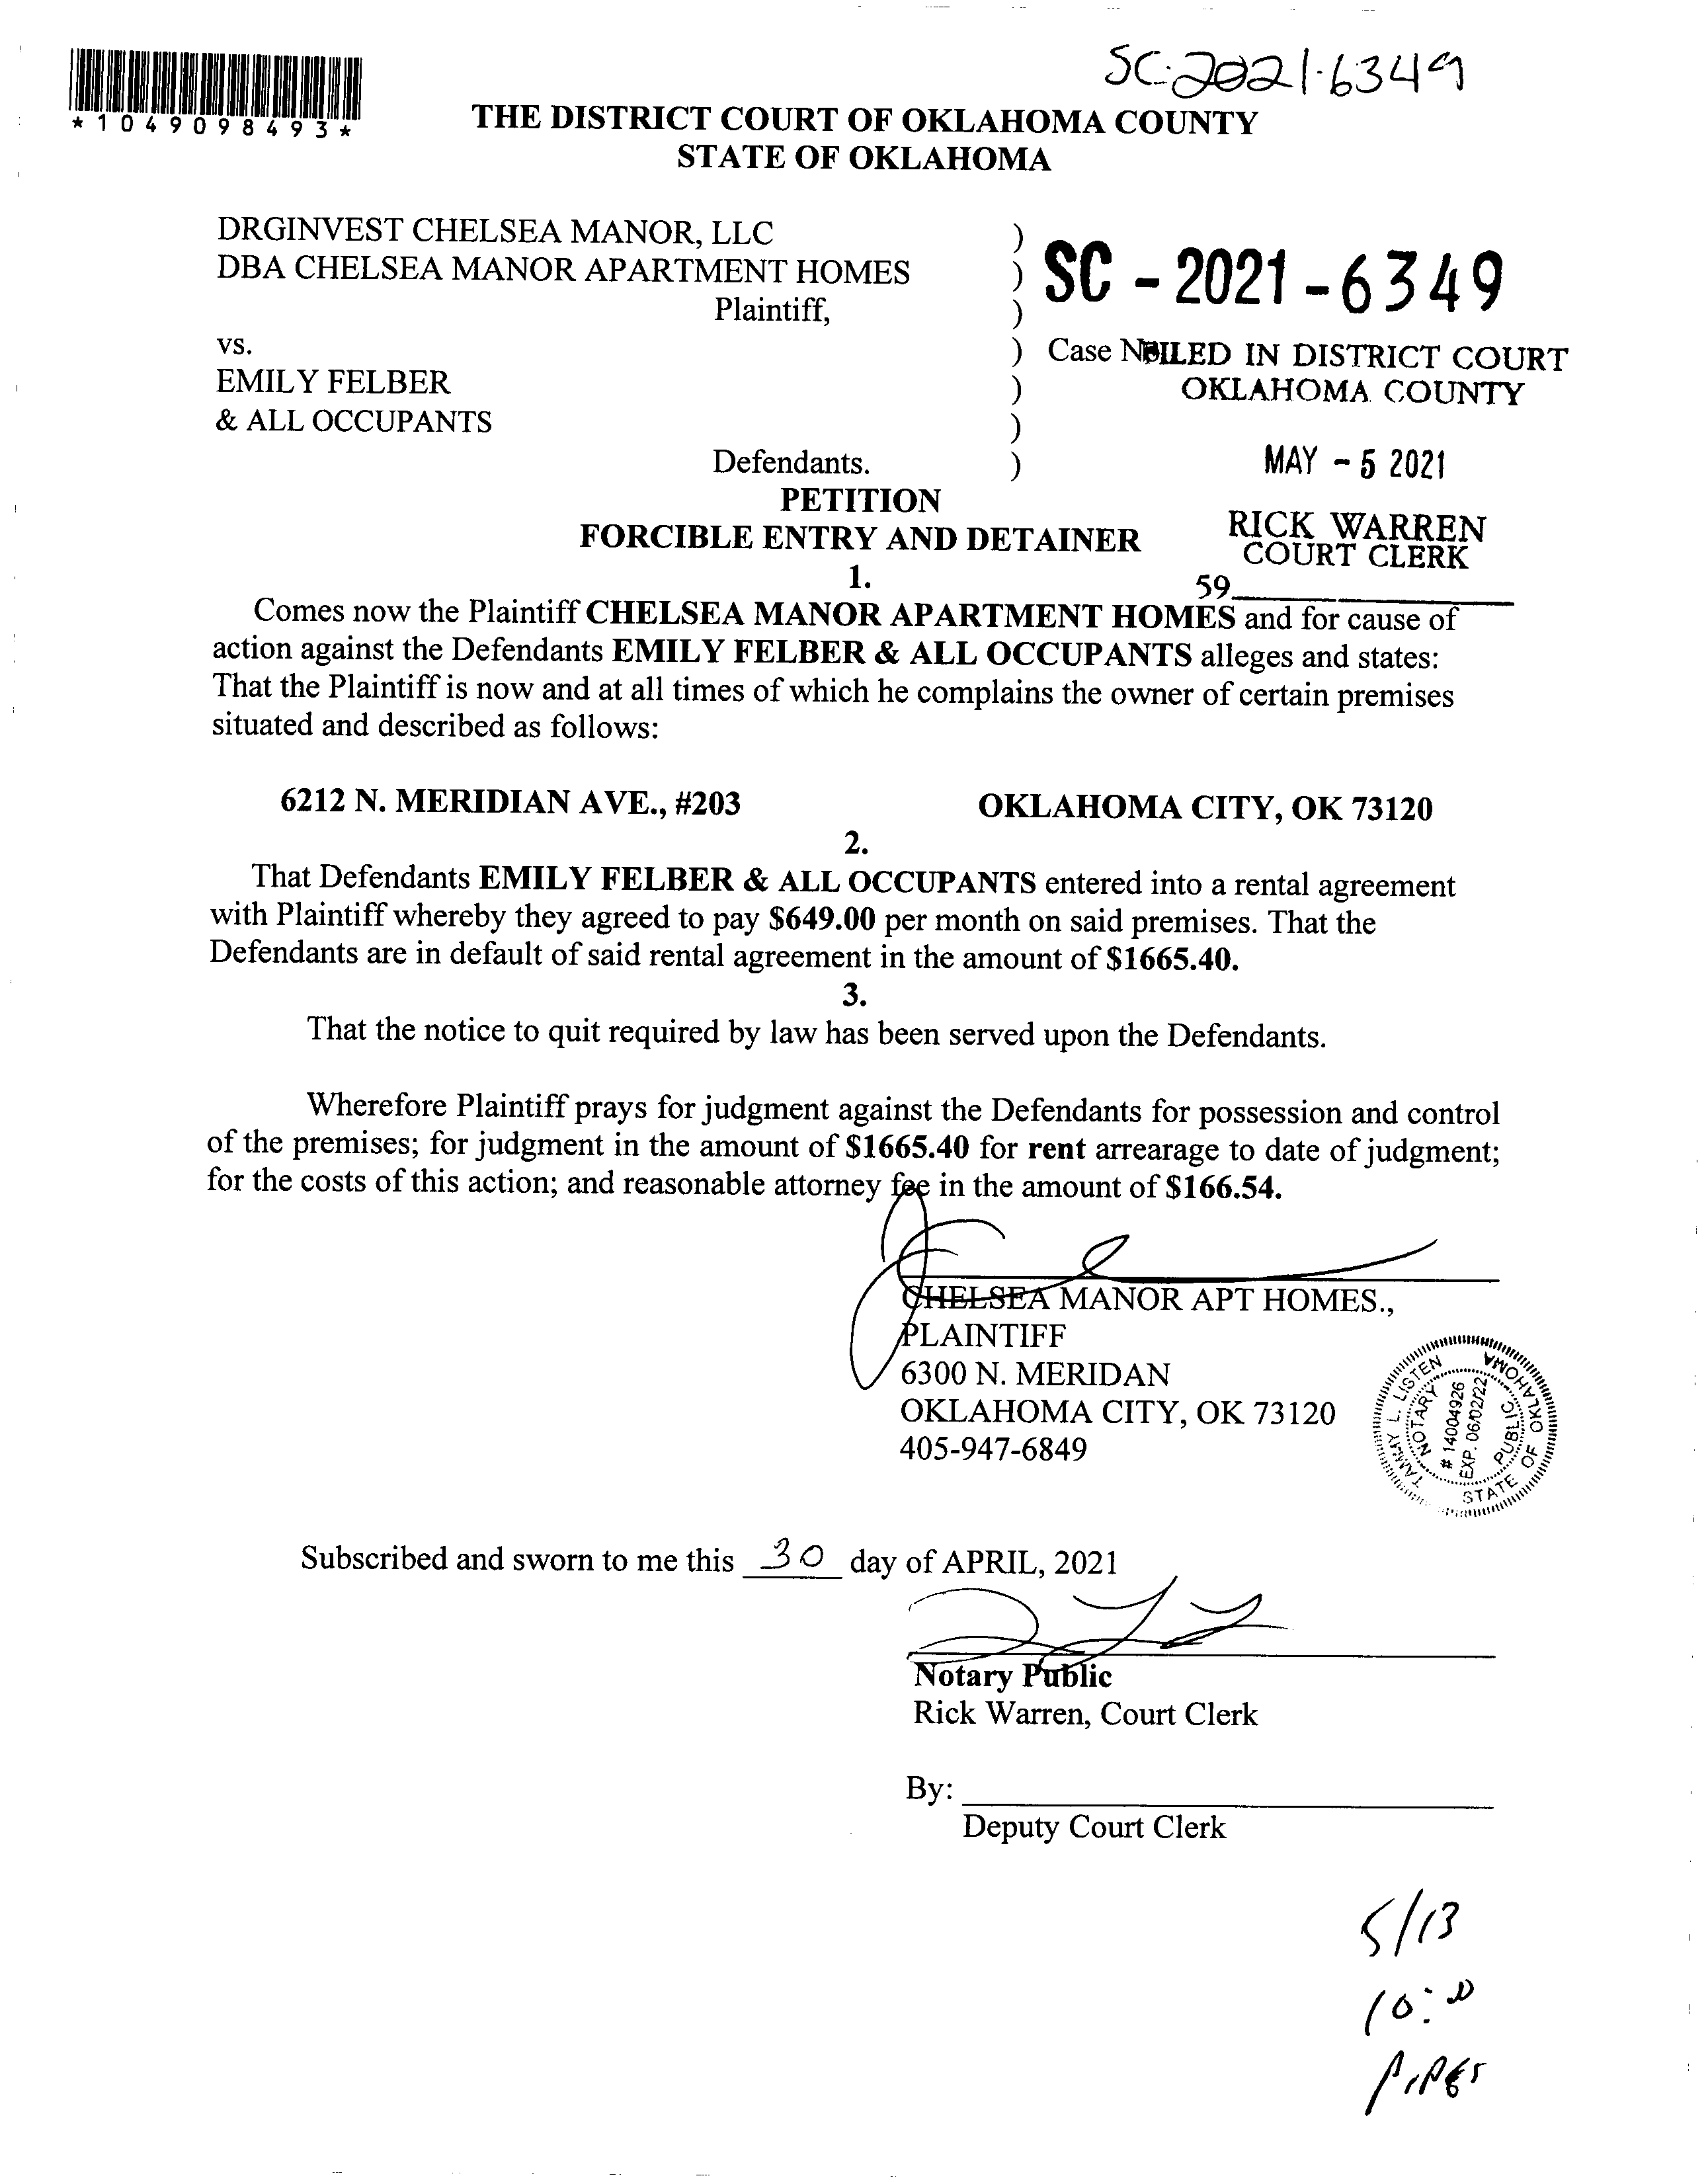 SC-2021-6349
*1049098493*
THE DISTRICT COURT OF OKLAHOMA COUNTY
STATE OF OKLAHOMA
DRGINVEST CHELSEA MANOR, LLC )
DBA CHELSEA MANOR APARTMENT HOMES ) SC - 2021 - 6349
Plaintiff, )
vs. ) Case No FILED IN DISTRICT COURT
EMILY FELBER ) OKLAHOMA COUNTY
& ALL OCCUPANTS )
Defendants. ) MAY - 5 2021
PETITION
FORCIBLE ENTRY AND DETAINER
RICK WARREN
COURT CLERK
1.
59
Comes now the Plaintiff CHELSEA MANOR APARTMENT HOMES and for cause of
action against the Defendants EMILY FELBER & ALL OCCUPANTS alleges and states:
That the Plaintiff is now and at all times of which he complains the owner of certain premises
situated and described as follows:
6212 N. MERIDIAN AVE., #203 OKLAHOMA CITY, OK 73120
2.
That Defendants EMILY FELBER & ALL OCCUPANTS entered into a rental agreement
with Plaintiff whereby they agreed to pay $649.00 per month on said premises. That the
Defendants are in default of said rental agreement in the amount of $1665.40.
3.
That the notice to quit required by law has been served upon the Defendants.
Wherefore Plaintiff prays for judgment against the Defendants for possession and control
of the premises; for judgment in the amount of $1665.40 for rent arrearage to date of judgment;
for the costs of this action; and reasonable attorney fee in the amount of $166.54.
CHELSEA MANOR APT HOMES.,
PLAINTIFF
6300 N. MERIDAN
OKLAHOMA CITY, OK 73120
405-947-6849
TAMMY L. LISTEN
NOTARY
# 14004926
EXP. 06/02/22
PUBLIC
STATE OF OKLAHOMA
Subscribed and sworn to me this 30 day of APRIL, 2021
Notary Public
Rick Warren, Court Clerk
By:
Deputy Court Clerk
5/13